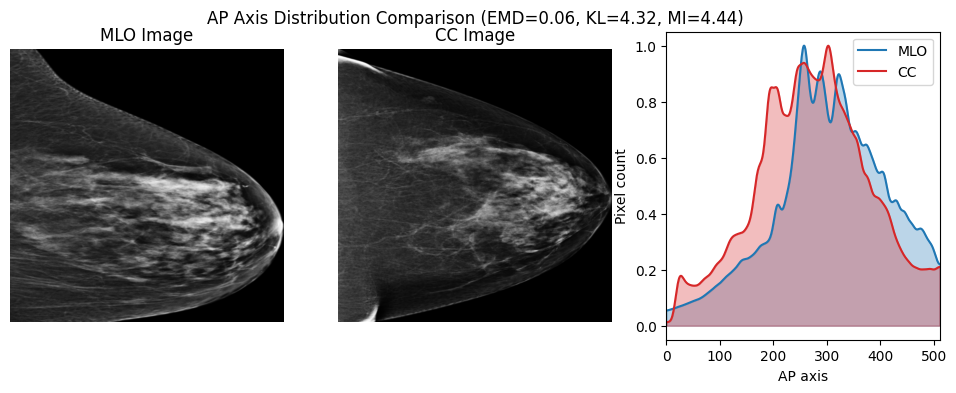 AP Axis Distribution Comparison (EMD=0.06, KL=4.32, MI=4.44)
MLO Image
CC Image
MLO
CC
Pixel count
1.0
0.8
0.6
0.4
0.2
0.0
0 100 200 300 400 500
AP axis